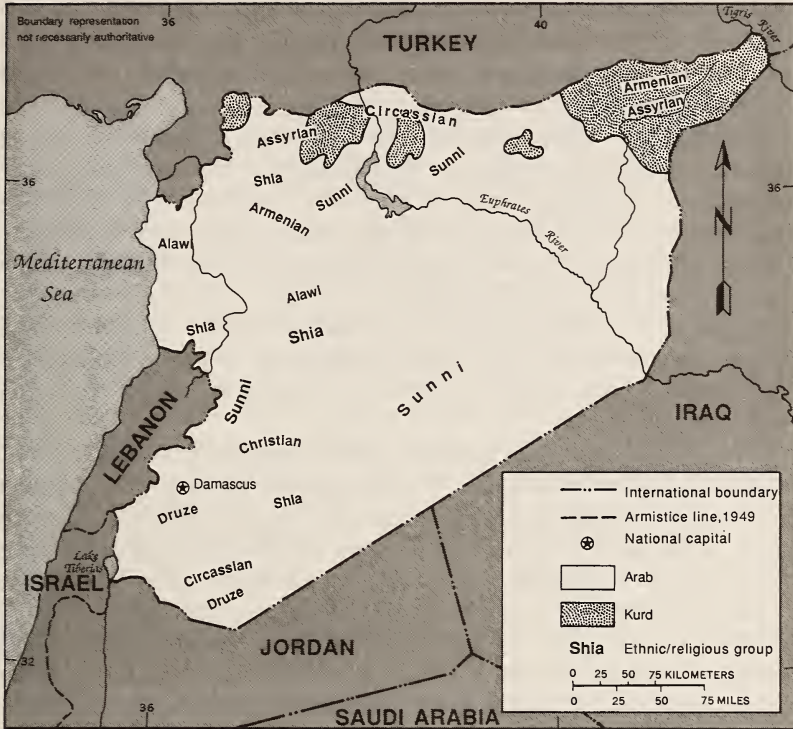 Boundary representation
not necessarily authoritative
36
40
Tigris
River
TURKEY
Armenian
Assyrian
Circassian
Assyrian
Sunni
Shia
Sunni
36
36
Armenian
Euphrates
River
N
Alawi
Mediterranean
Sea
Alawi
Shia
Shia
Sunni
Sunni
LEBANON
IRAQ
Christian
Damascus
Shia
Druze
Lake
Tiberias
ISRAEL
Circassian
Druze
JORDAN
32
36
40
SAUDI ARABIA
International boundary
Armistice line,1949
National capital
Arab
Kurd
Shia Ethnic/religious group
0 25 50 75 KILOMETERS
0 25 50 75 MILES